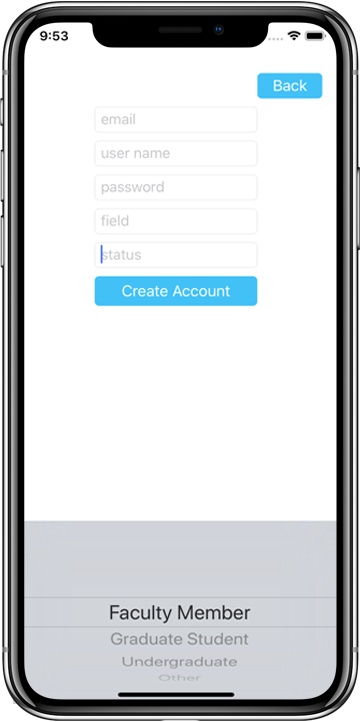 9:53
Back
email
user name
password
field
status
Create Account
Faculty Member
Graduate Student
Undergraduate
Other